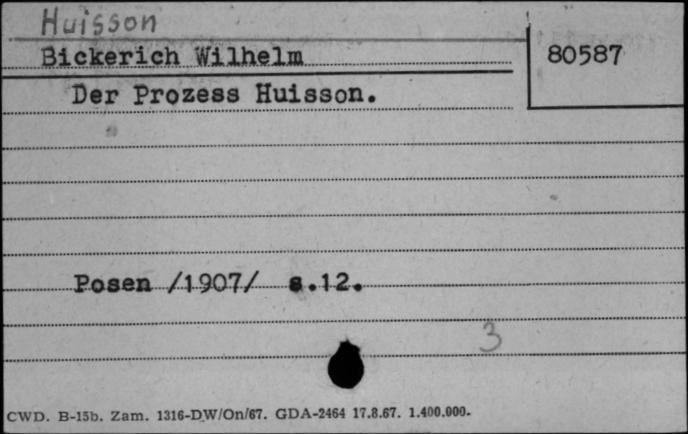 Huisson
Bickerich Wilhelm
80587
Der Prozess Huisson.
Posen /1907/ s.12.
3
CWD. B-15b. Zam. 1316-DW/On/67. GDA-2464 17.8.67. 1.400.000.